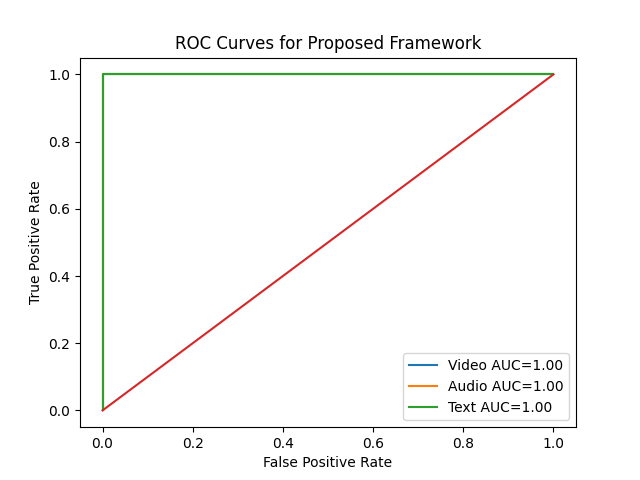 ROC Curves for Proposed Framework
True Positive Rate
1.0
0.8
0.6
0.4
0.2
0.0
Video AUC=1.00
Audio AUC=1.00
Text AUC=1.00
0.0 0.2 0.4 0.6 0.8 1.0
False Positive Rate